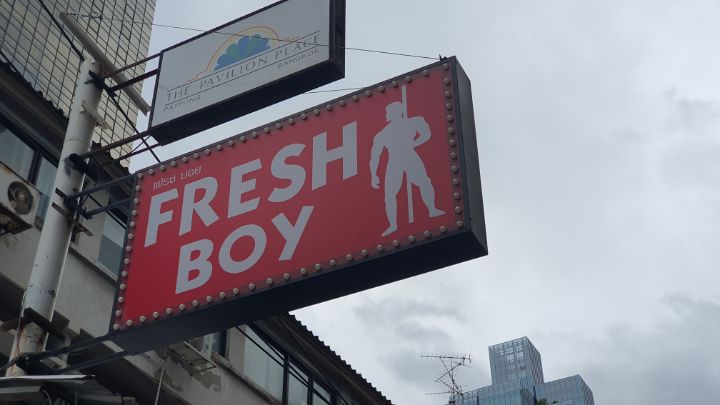 THE PAVILION PLACE
PATPONG BANGKOK
เฟรช บอย
FRESH
BOY